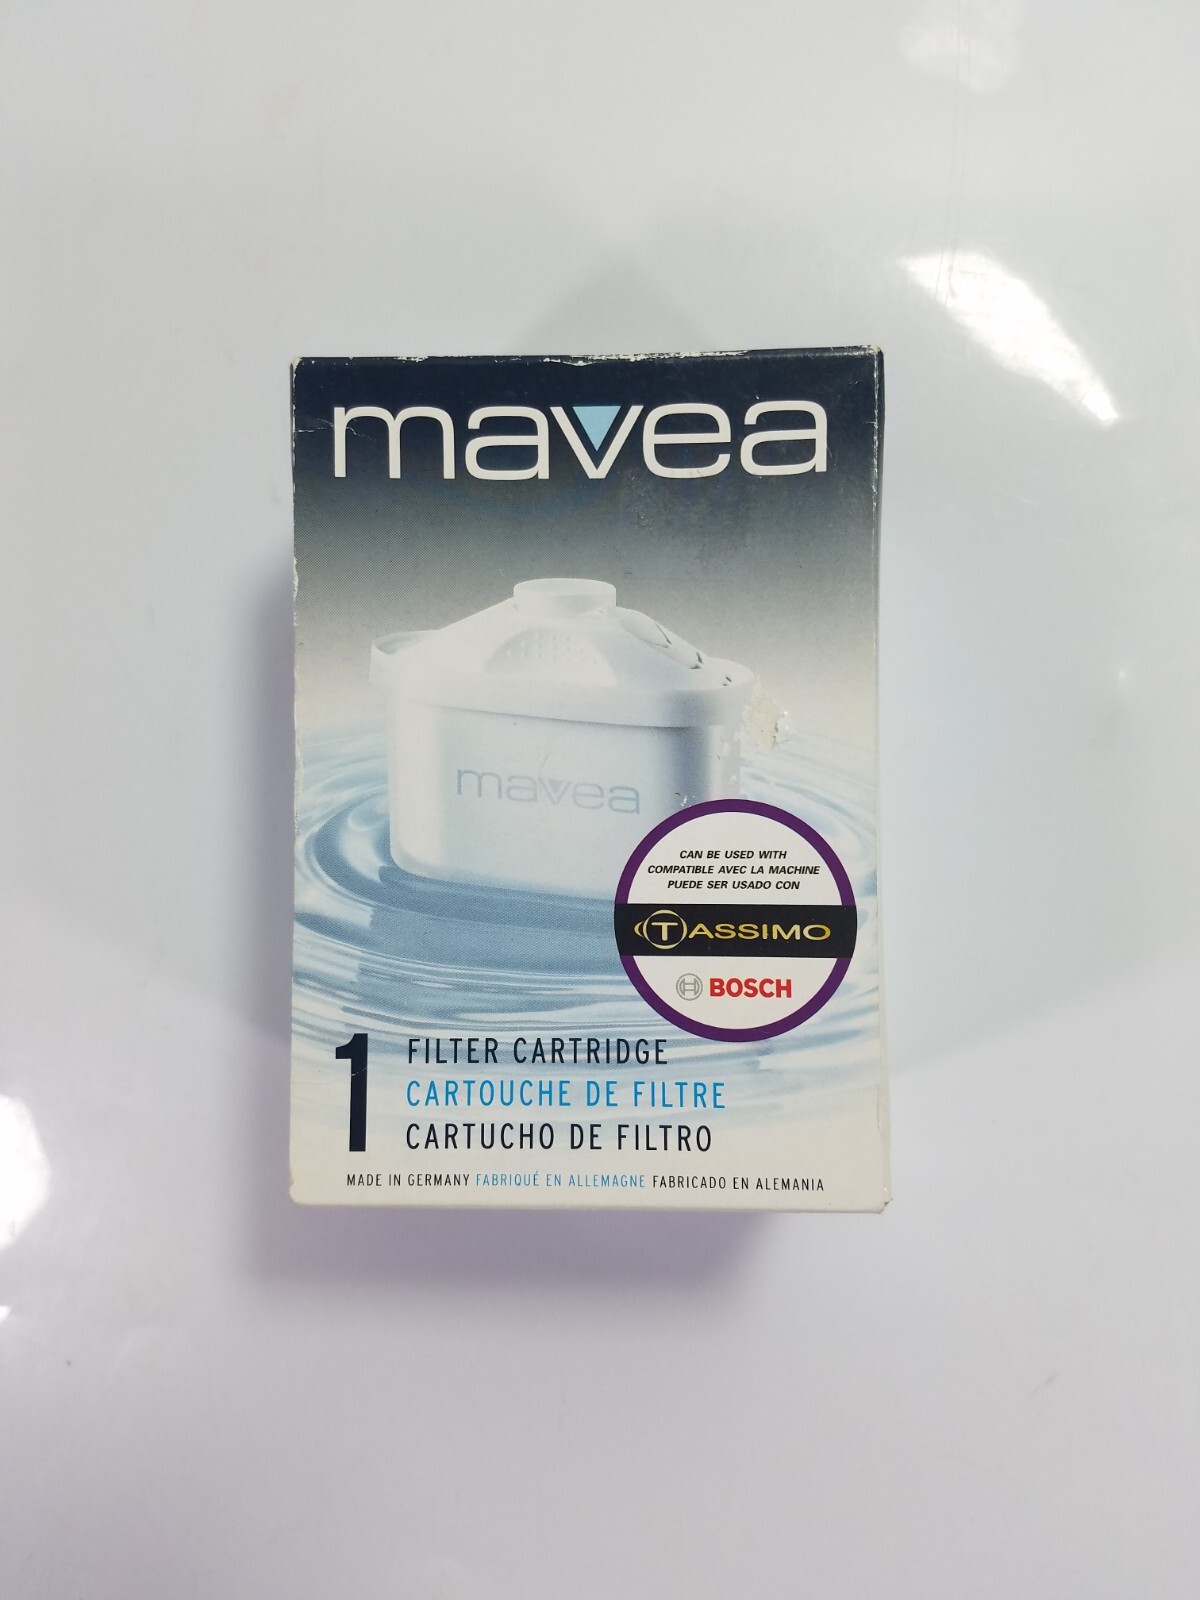 mavea
mavea
CAN BE USED WITH
COMPATIBLE AVEC LA MACHINE
PUEDE SER USADO CON
TASSIMO
BOSCH
1 FILTER CARTRIDGE
CARTOUCHE DE FILTRE
CARTUCHO DE FILTRO
MADE IN GERMANY FABRIQUÉ EN ALLEMAGNE FABRICADO EN ALEMANIA